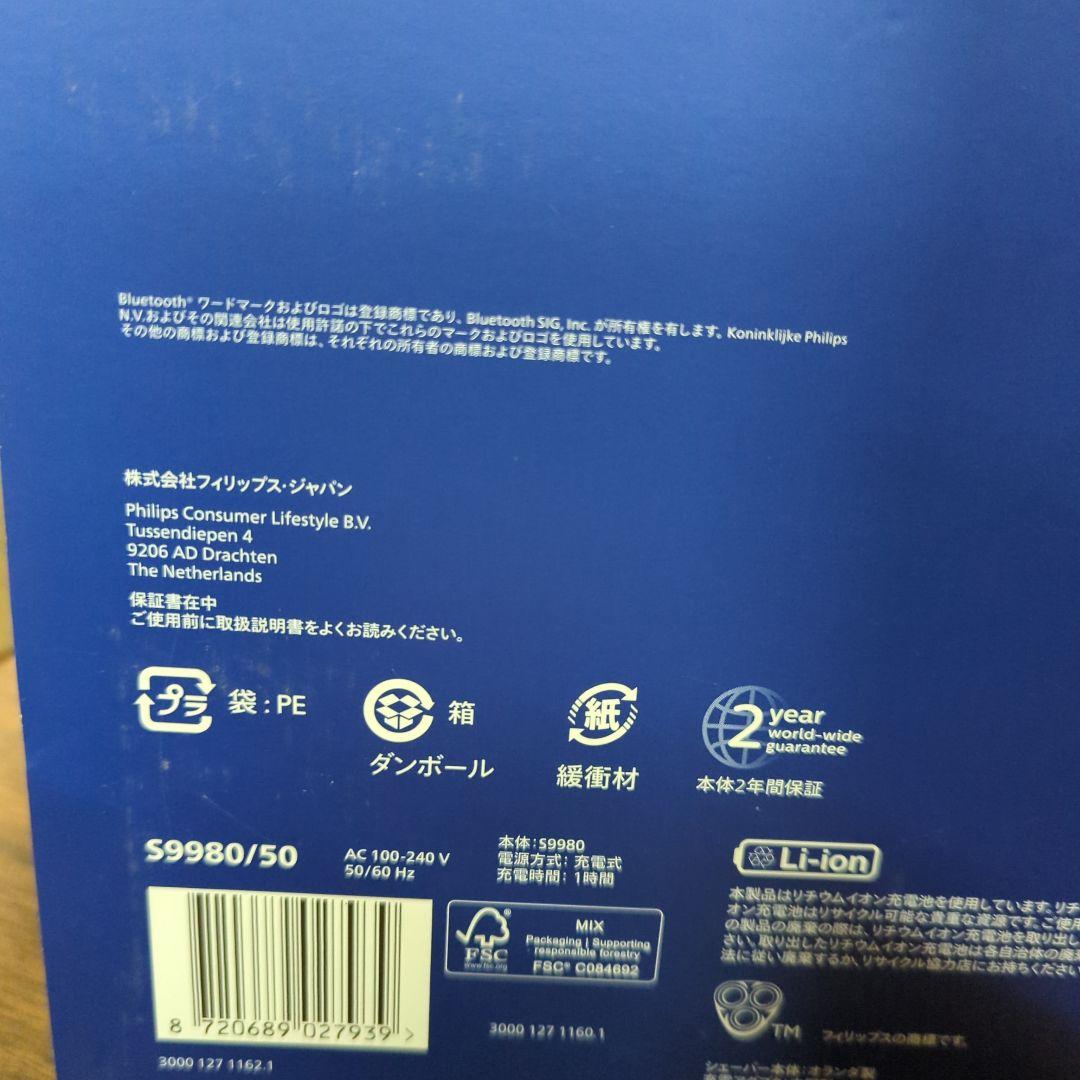 Bluetooth® ワードマークおよびロゴは登録商標であり、Bluetooth SIG, Inc. が所有権を有します。Koninklijke Philips
N.V.およびその関連会社は使用許諾の下でこれらのマークおよびロゴを使用しています。
その他の商標および登録商標は、それぞれの所有者の商標および登録商標です。
株式会社フィリップス・ジャパン
Philips Consumer Lifestyle B.V.
Tussendiepen 4
9206 AD Drachten
The Netherlands
保証書在中
ご使用前に取扱説明書をよくお読みください。
プラ 袋:PE
箱
ダンボール
紙
緩衝材
2 year
world-wide
guarantee
本体2年間保証
S9980/50
AC 100-240 V
50/60 Hz
本体:S9980
電源方式:充電式
充電時間:1時間
Li-ion
本製品はリチウムイオン充電池を使用しています。リチ
オン充電池はリサイクル可能な貴重な資源です。ご使用
の製品の廃棄の際は、リチウムイオン充電池を取り出し
さい。取り出したリチウムイオン充電池は各自治体の廃棄
法に従い廃棄するか、リサイクル協力店にお持ちください
FSC®
www.fsc.org
MIX
Packaging | Supporting
responsible forestry
FSC® C084692
8 720689 027939 >
3000 127 1162.1
3000 127 1160.1
TM フィリップスの商標です。
シェーバー本体:オランダ製